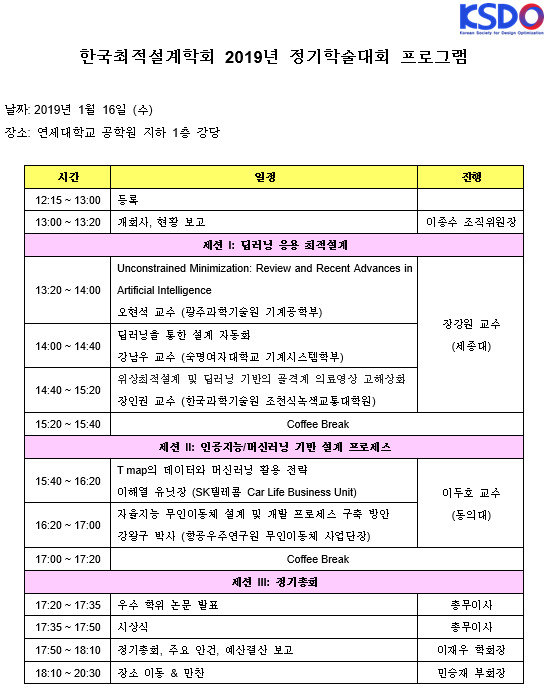 KSDO
Korean Society for Design Optimization
한국최적설계학회 2019년 정기학술대회 프로그램
날짜: 2019년 1월 16일 (수)
장소: 연세대학교 공학원 지하 1층 강당
시간 일정 진행
12:15 ~ 13:00 등록
13:00 ~ 13:20 개회사, 현황 보고 이종수 조직위원장
세션 I: 딥러닝 응용 최적설계
13:20 ~ 14:00 Unconstrained Minimization: Review and Recent Advances in
Artificial Intelligence
오현석 교수 (광주과학기술원 기계공학부)
14:00 ~ 14:40 딥러닝을 통한 설계 자동화
강남우 교수 (숙명여자대학교 기계시스템학부)
14:40 ~ 15:20 위상최적설계 및 딥러닝 기반의 골격계 의료영상 고해상화
장인권 교수 (한국과학기술원 조천식녹색교통대학원)
장강원 교수
(세종대)
15:20 ~ 15:40 Coffee Break
세션 II: 인공지능/머신러닝 기반 설계 프로세스
15:40 ~ 16:20 T map의 데이터와 머신러닝 활용 전략
이해열 유닛장 (SK텔레콤 Car Life Business Unit)
16:20 ~ 17:00 자율지능 무인이동체 설계 및 개발 프로세스 구축 방안
강왕구 박사 (항공우주연구원 무인이동체 사업단장)
이두호 교수
(동의대)
17:00 ~ 17:20 Coffee Break
세션 III: 정기총회
17:20 ~ 17:35 우수 학위 논문 발표 총무이사
17:35 ~ 17:50 시상식 총무이사
17:50 ~ 18:10 정기총회, 주요 안건, 예산결산 보고 이재우 학회장
18:10 ~ 20:30 장소 이동 & 만찬 민승재 부회장